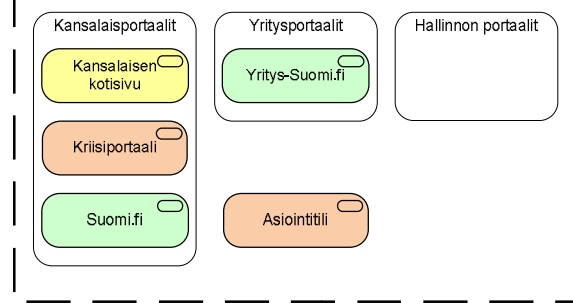 Kansalaisportaalit
Yritysportaalit
Hallinnon portaalit
Kansalaisen
kotisivu
Yritys-Suomi.fi
Kriisiportaali
Suomi.fi
Asiointitili